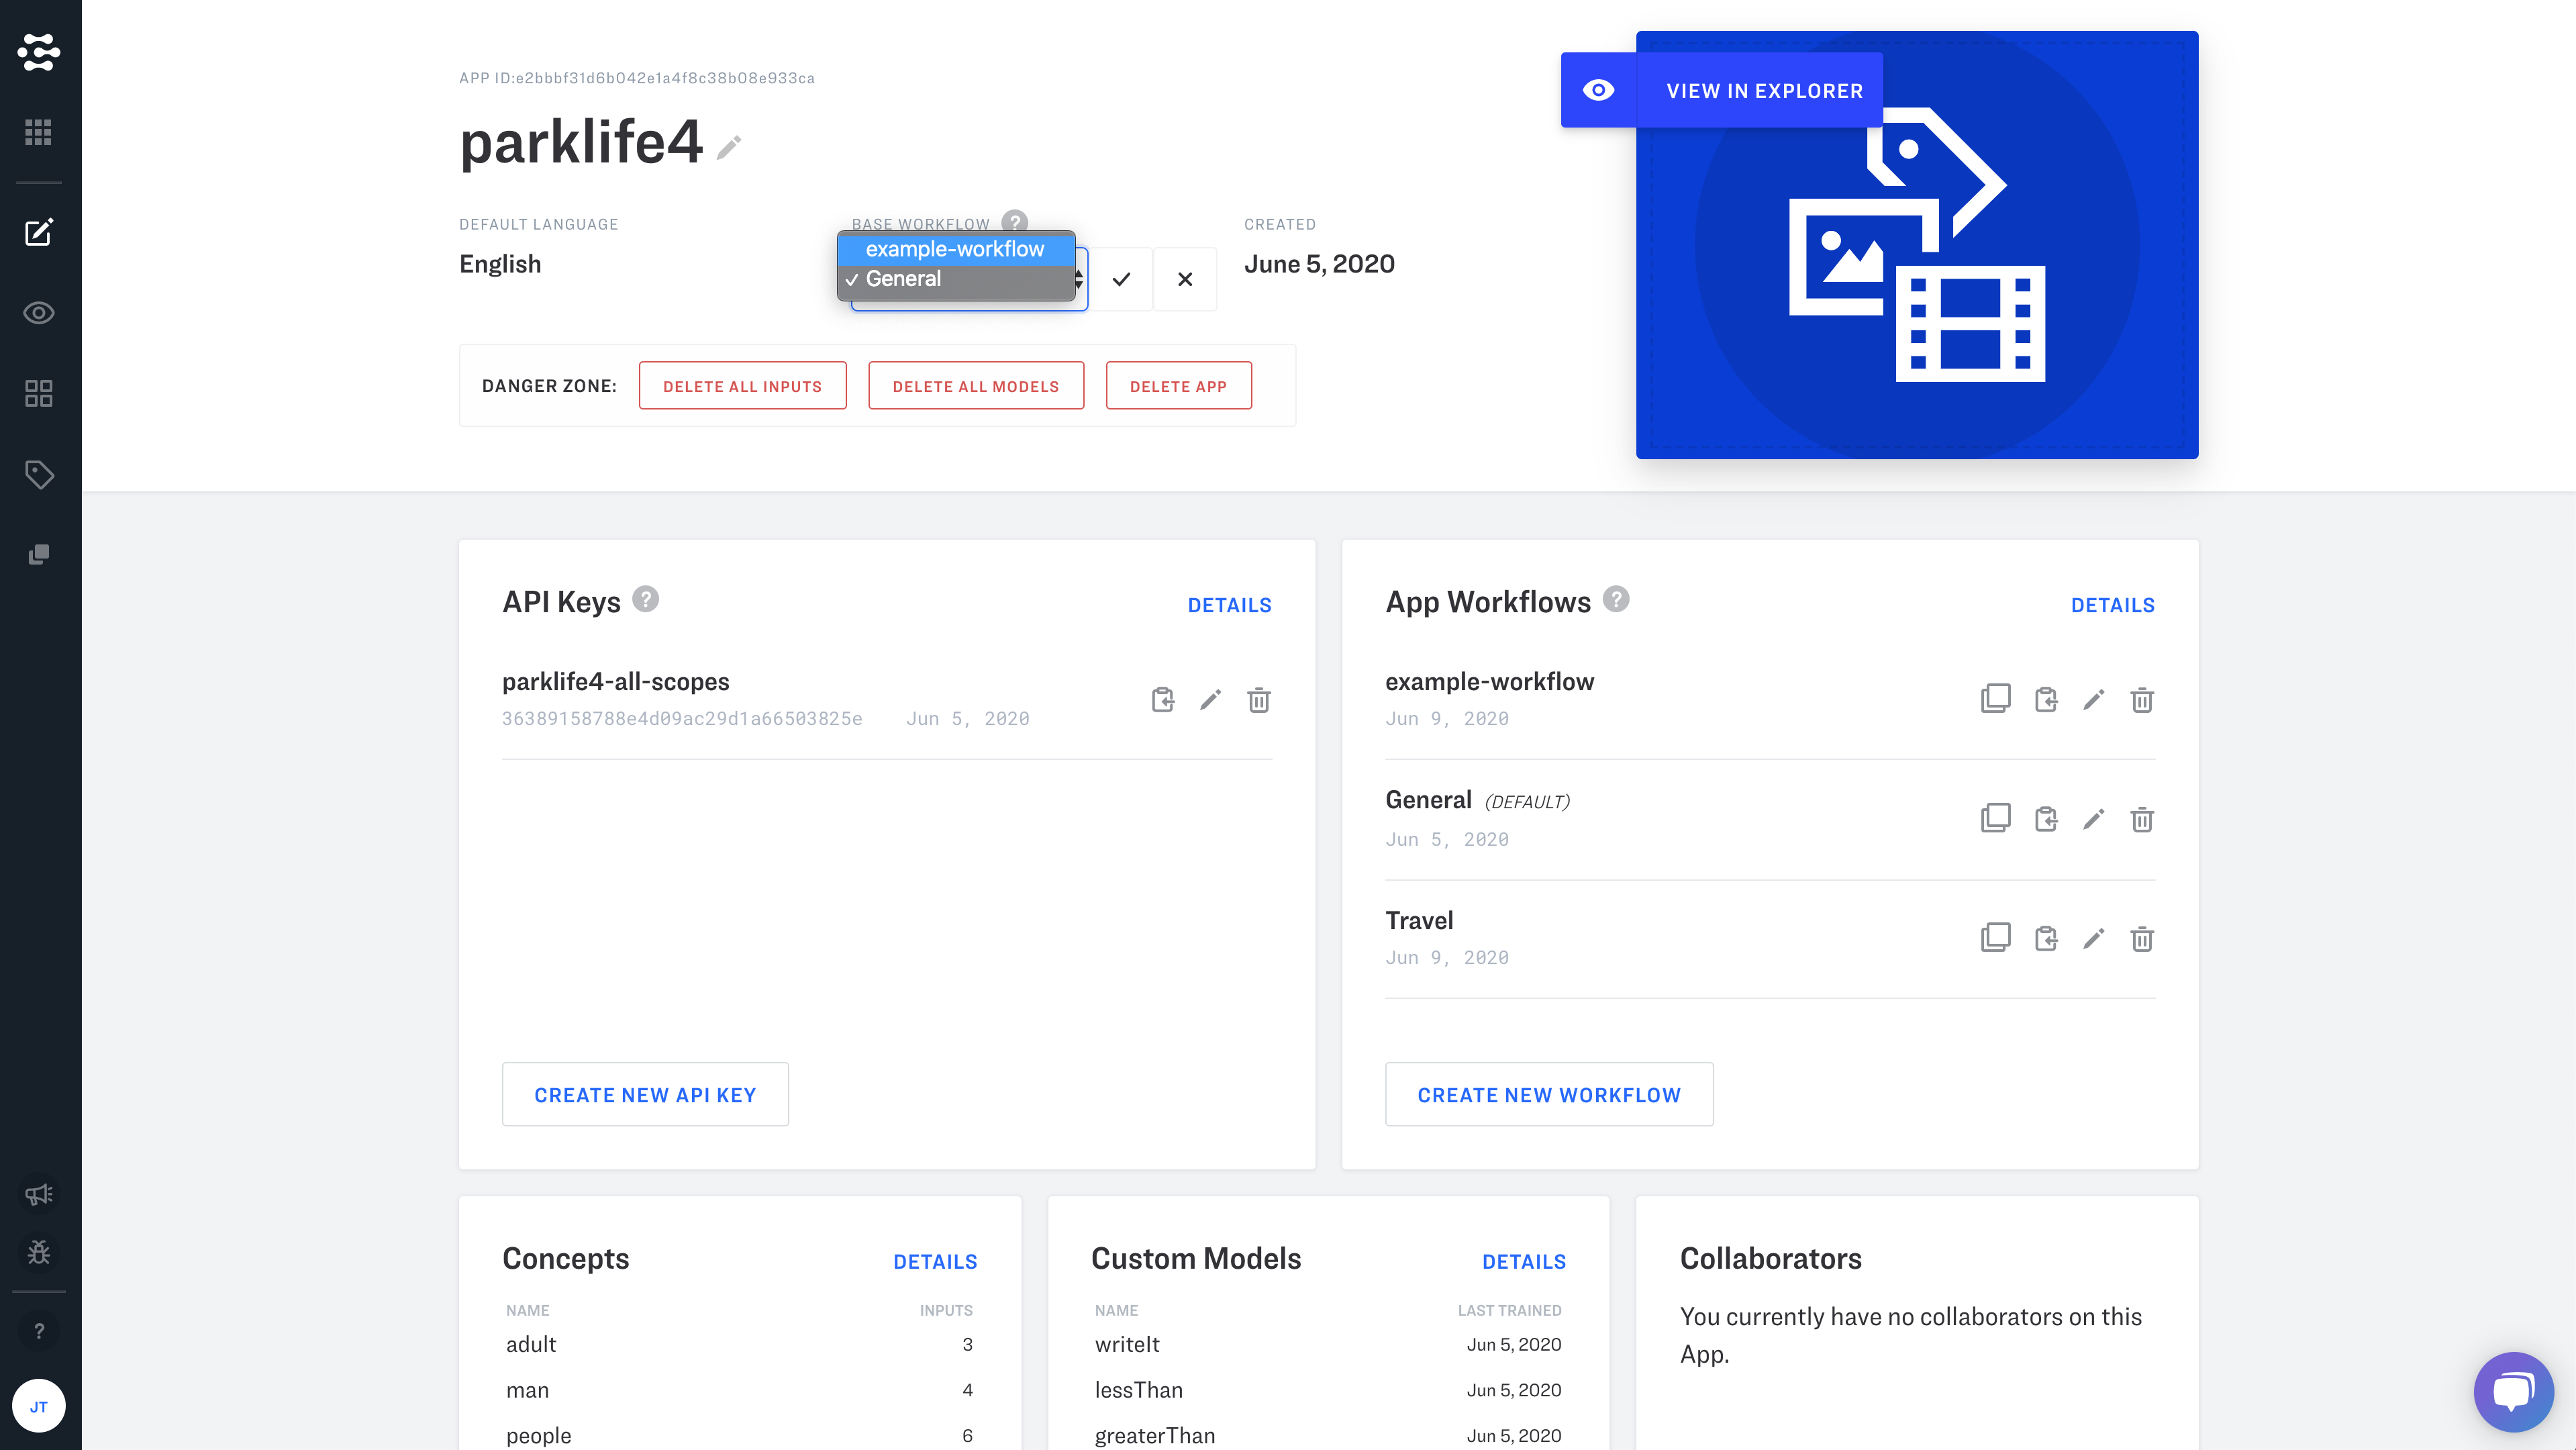 APP ID:e2bbbf31d6b042e1a4f8c38b08e933ca
VIEW IN EXPLORER
parklife4
DEFAULT LANGUAGE
BASE WORKFLOW ?
CREATED
English
example-workflow
✓ General
June 5, 2020
DANGER ZONE:
DELETE ALL INPUTS
DELETE ALL MODELS
DELETE APP
API Keys ?
DETAILS
parklife4-all-scopes
36389158788e4d09ac29d1a66503825e Jun 5, 2020
CREATE NEW API KEY
App Workflows ?
DETAILS
example-workflow
Jun 9, 2020
General (DEFAULT)
Jun 5, 2020
Travel
Jun 9, 2020
CREATE NEW WORKFLOW
Concepts
DETAILS
NAME INPUTS
adult 3
man 4
people 6
Custom Models
DETAILS
NAME LAST TRAINED
writeIt Jun 5, 2020
lessThan Jun 5, 2020
greaterThan Jun 5, 2020
Collaborators
You currently have no collaborators on this
App.
?
JT